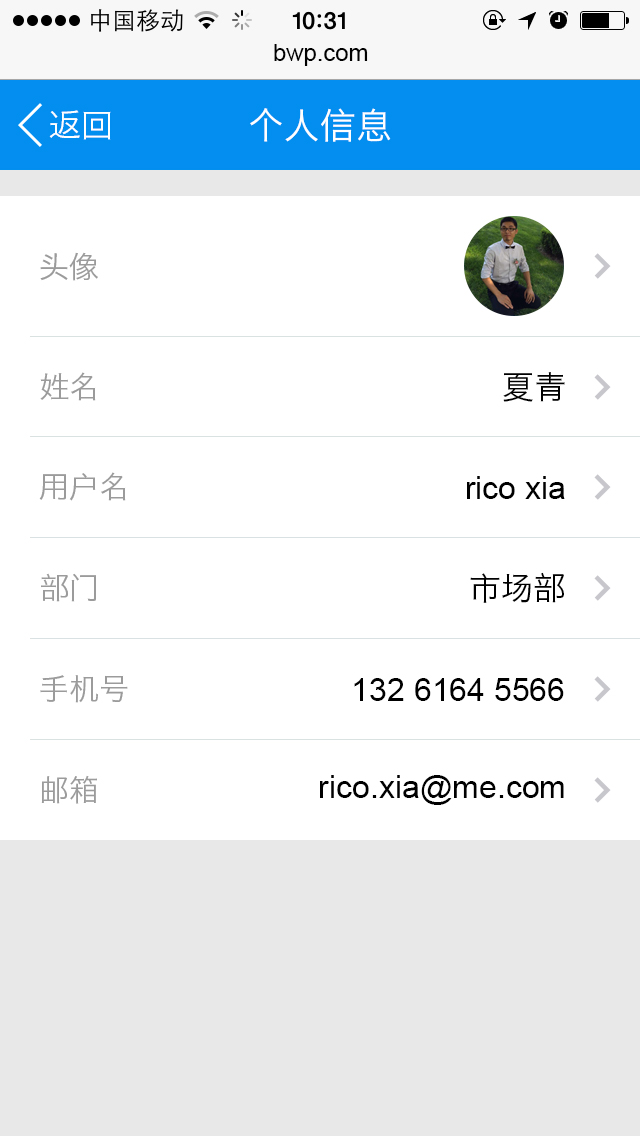 中国移动 10:31
bwp.com
返回 个人信息
头像
姓名 夏青
用户名 rico xia
部门 市场部
手机号 132 6164 5566
邮箱 rico.xia@me.com